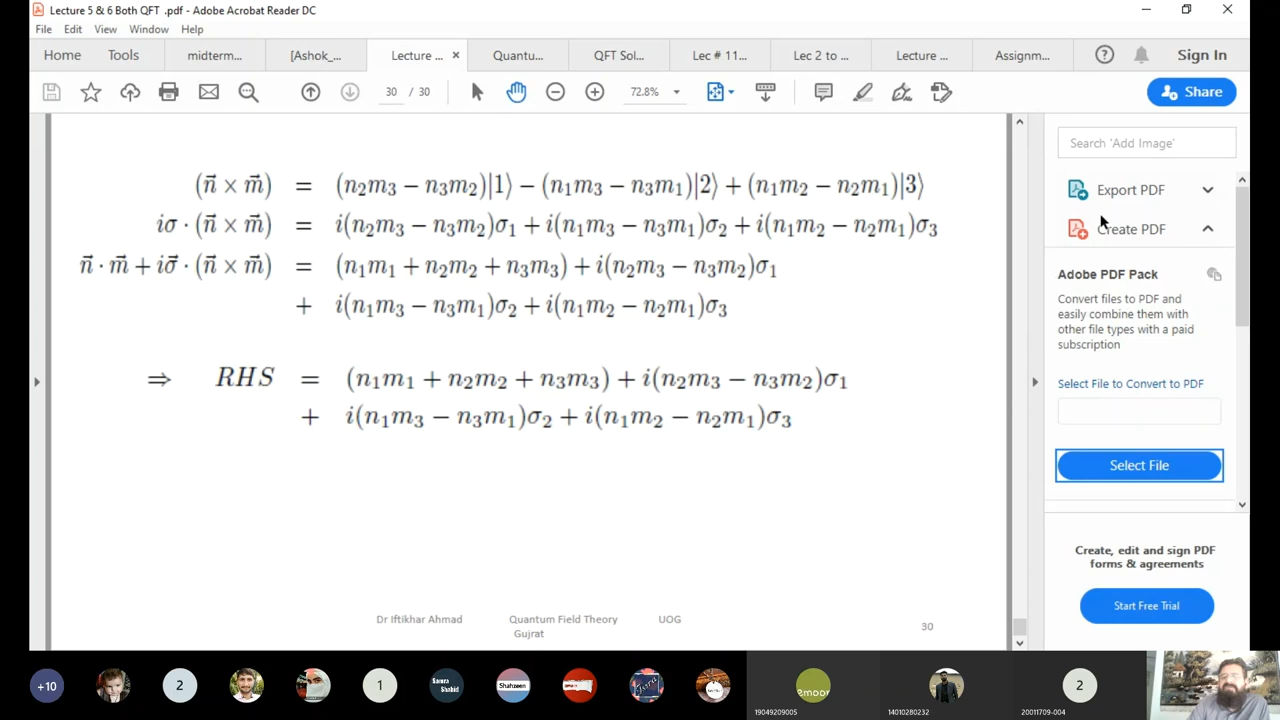 Lecture 5 & 6 Both QFT .pdf - Adobe Acrobat Reader DC
File Edit View Window Help
Home Tools midterm... [Ashok_... Lecture ... × Quantu... QFT Sol... Lec # 11... Lec 2 to ... Lecture ... Assignm... Sign In
30 / 30 72.8% Share
Search 'Add Image'
Export PDF
Create PDF
Adobe PDF Pack
Convert files to PDF and
easily combine them with
other file types with a paid
subscription
Select File to Convert to PDF
Select File
Create, edit and sign PDF
forms & agreements
Start Free Trial
(n⃗ × m⃗) = (n₂m₃ − n₃m₂)|1⟩ − (n₁m₃ − n₃m₁)|2⟩ + (n₁m₂ − n₂m₁)|3⟩
iσ · (n⃗ × m⃗) = i(n₂m₃ − n₃m₂)σ₁ + i(n₁m₃ − n₃m₁)σ₂ + i(n₁m₂ − n₂m₁)σ₃
n⃗ · m⃗ + iσ⃗ · (n⃗ × m⃗) = (n₁m₁ + n₂m₂ + n₃m₃) + i(n₂m₃ − n₃m₂)σ₁
+ i(n₁m₃ − n₃m₁)σ₂ + i(n₁m₂ − n₂m₁)σ₃
⇒ RHS = (n₁m₁ + n₂m₂ + n₃m₃) + i(n₂m₃ − n₃m₂)σ₁
+ i(n₁m₃ − n₃m₁)σ₂ + i(n₁m₂ − n₂m₁)σ₃
Dr Iftikhar Ahmad Quantum Field Theory UOG
Gujrat
30
+10 2 1 Samra Shahid Shahzeen 2
19049209005 14010280232 20011709-004